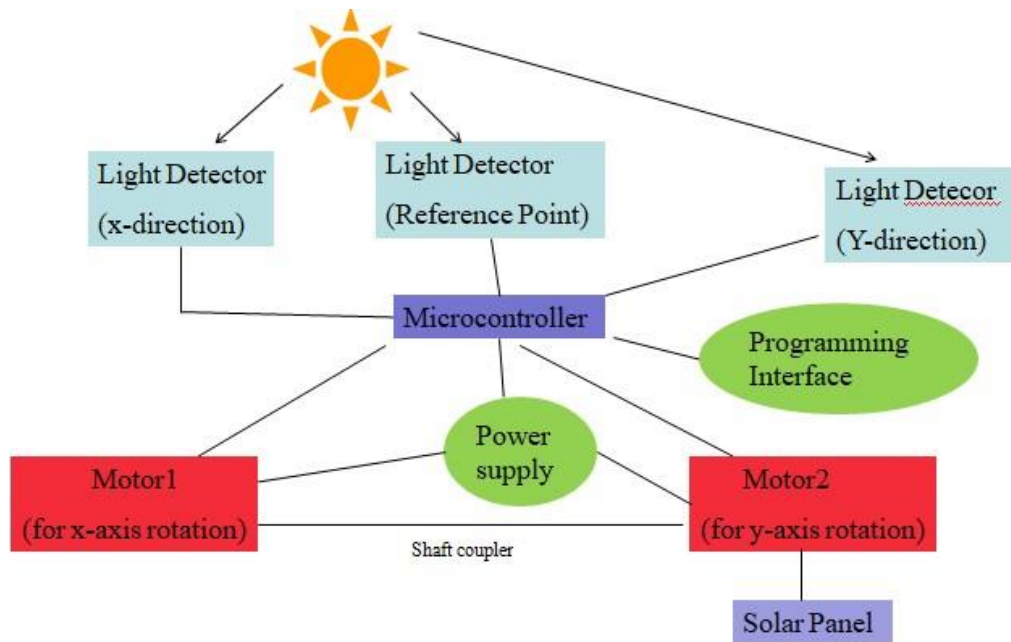 Light Detector
(x-direction)
Light Detector
(Reference Point)
Light Detecor
(Y-direction)
Microcontroller
Programming
Interface
Power
supply
Motor1
(for x-axis rotation)
Motor2
(for y-axis rotation)
Shaft coupler
Solar Panel